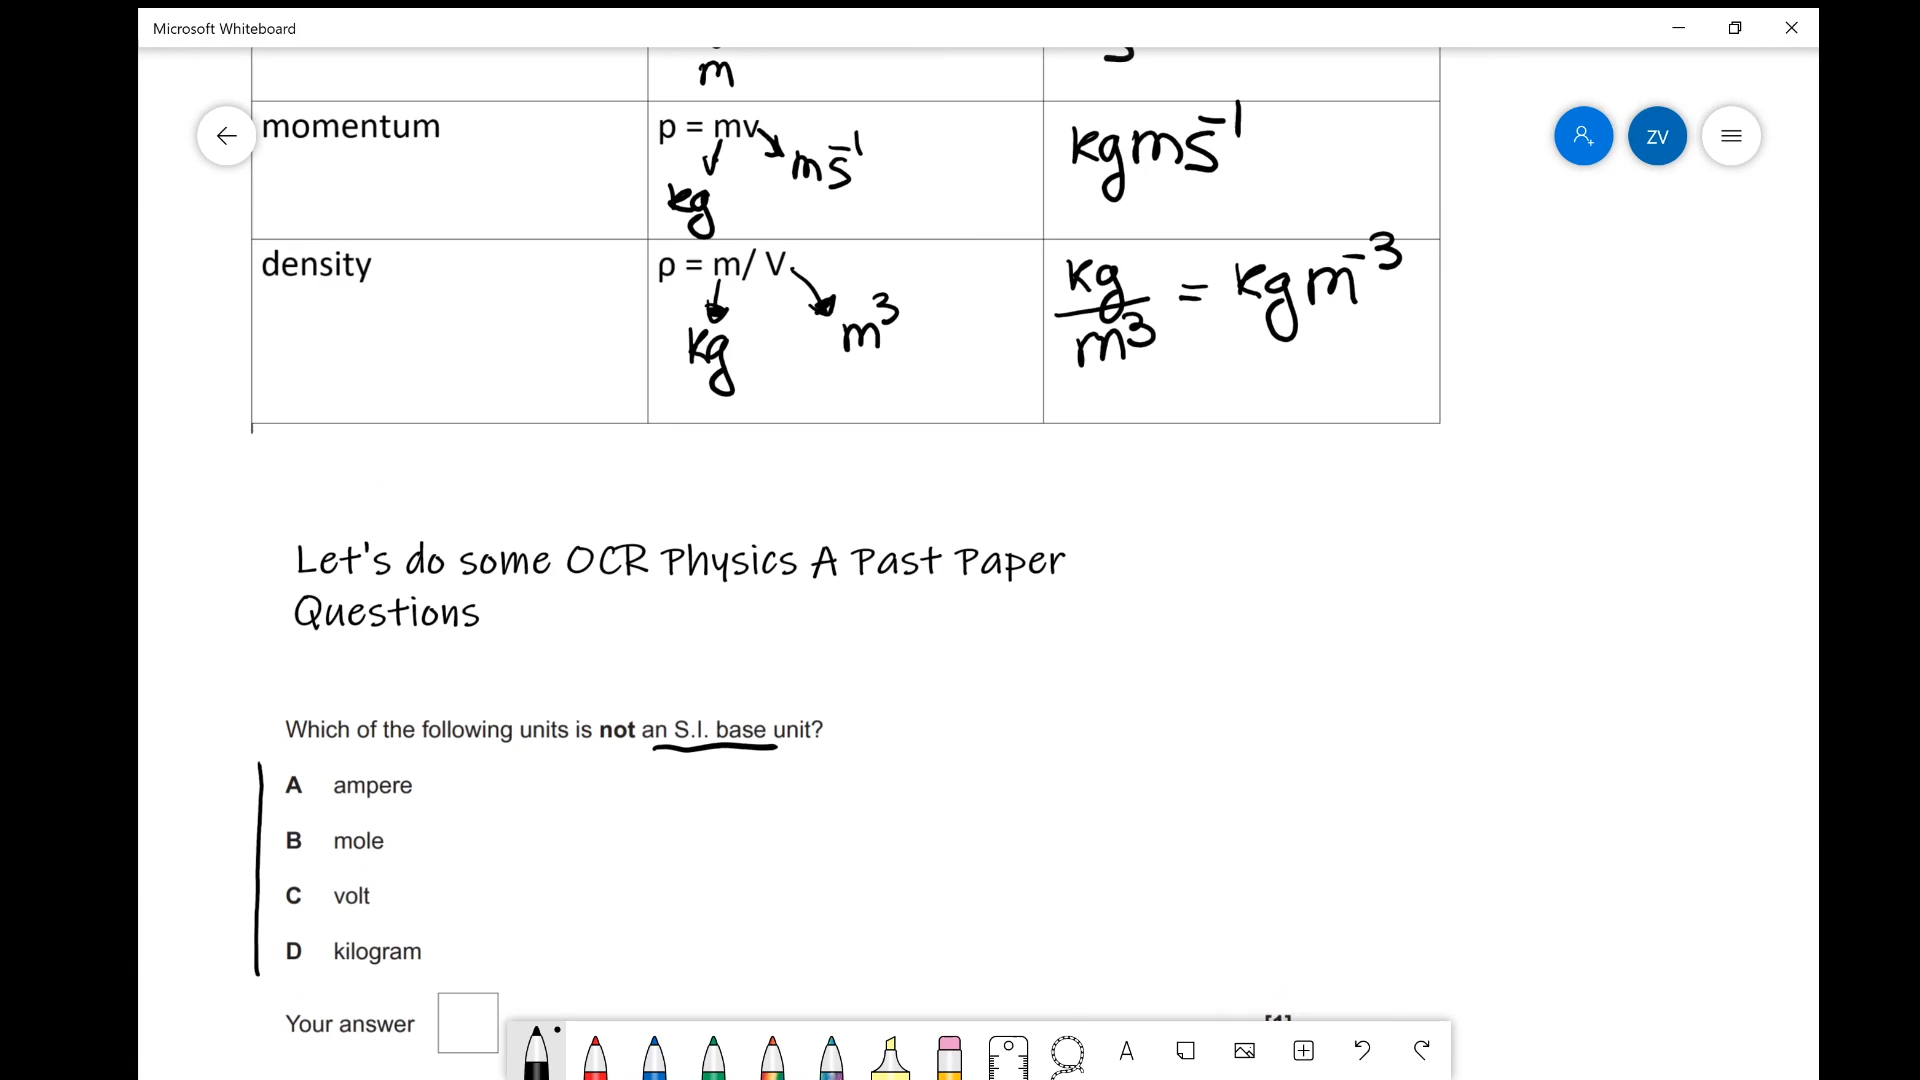 Microsoft Whiteboard
m
momentum
p = mv
ms⁻¹
kg
kgms⁻¹
ZV
density
ρ = m/ V
kg
m³
kg/m³ = kgm⁻³
Let's do some OCR Physics A Past Paper
Questions
Which of the following units is not an S.I. base unit?
A ampere
B mole
C volt
D kilogram
Your answer
[1]
A